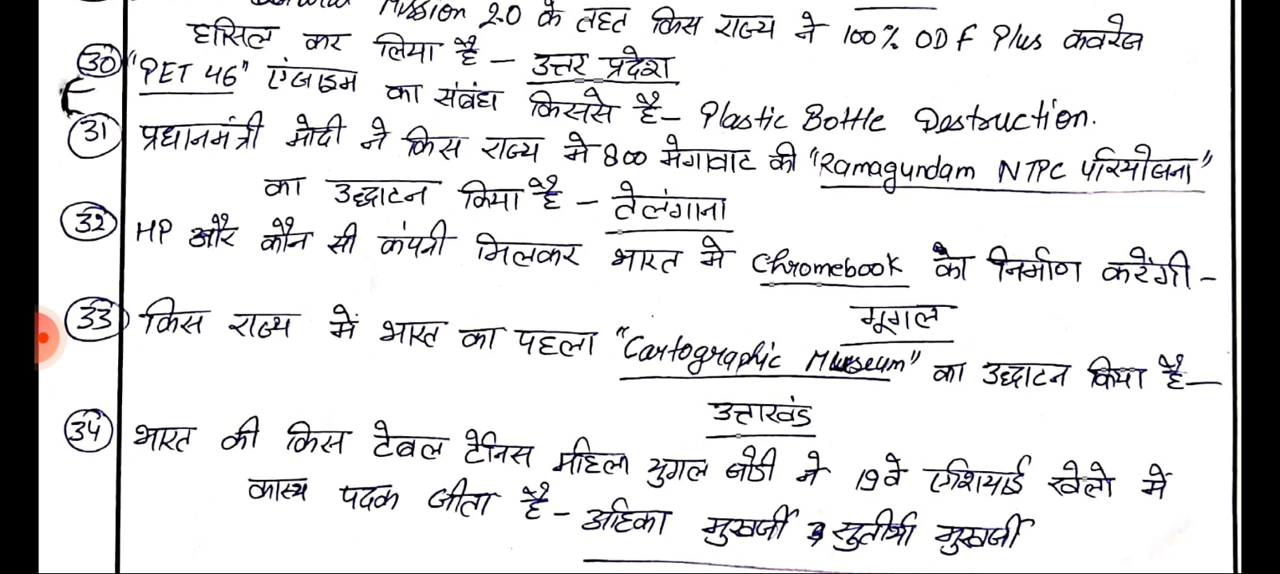 Mission 2.0 के तहत किस राज्य ने 100% ODF Plus कवरेज
हासिल कर लिया है - उत्तर प्रदेश
30 "PET 46" एंजाइम का संबंध किससे है - Plastic Bottle Destruction.
31 प्रधानमंत्री मोदी ने किस राज्य मे 800 मेगावाट की "Ramagundam NTPC परियोजना"
का उद्घाटन किया है - तेलंगाना
32 HP और कौन सी कंपनी मिलकर भारत मे Chromebook का निर्माण करेंगी -
गूगल
33 किस राज्य में भारत का पहला "Cartographic Museum" का उद्घाटन किया है -
उत्तराखंड
34 भारत की किस टेबल टेनिस महिला युगल जोडी ने 19वे एशियाई खेलो में
कास्य पदक जीता है - अहिका मुखर्जी व सुतीर्था मुखर्जी